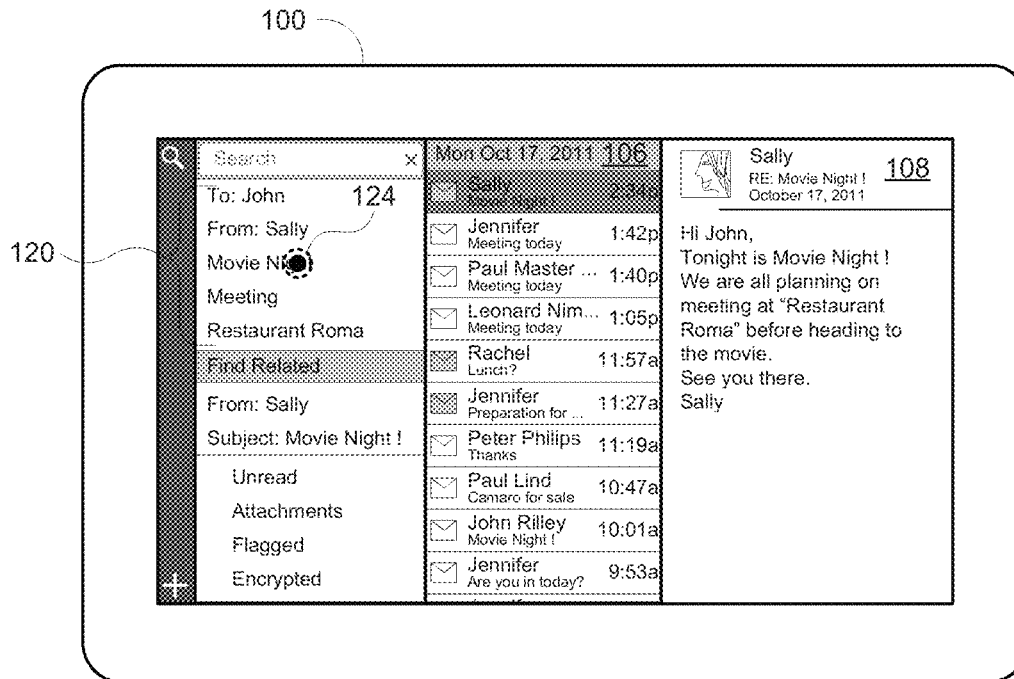 100
120
Search ×
To: John
124
From: Sally
Movie Ni
Meeting
Restaurant Roma
Find Related
From: Sally
Subject: Movie Night !
Unread
Attachments
Flagged
Encrypted
Mon Oct 17, 2011 106
Sally 2:34p
Movie Night !
Jennifer 1:42p
Meeting today
Paul Master ... 1:40p
Meeting today
Leonard Nim... 1:05p
Meeting today
Rachel 11:57a
Lunch?
Jennifer 11:27a
Preparation for ...
Peter Philips 11:19a
Thanks
Paul Lind 10:47a
Camaro for sale
John Rilley 10:01a
Movie Night !
Jennifer 9:53a
Are you in today?
Sally
RE: Movie Night !
October 17, 2011
108
Hi John,
Tonight is Movie Night !
We are all planning on
meeting at “Restaurant
Roma” before heading to
the movie.
See you there.
Sally